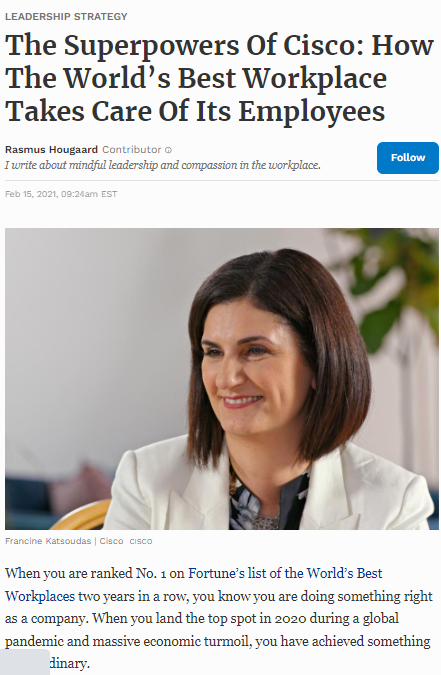 LEADERSHIP STRATEGY
The Superpowers Of Cisco: How
The World’s Best Workplace
Takes Care Of Its Employees
Rasmus Hougaard Contributor
I write about mindful leadership and compassion in the workplace.
Follow
Feb 15, 2021, 09:24am EST
Francine Katsoudas | Cisco CISCO
When you are ranked No. 1 on Fortune’s list of the World’s Best
Workplaces two years in a row, you know you are doing something right
as a company. When you land the top spot in 2020 during a global
pandemic and massive economic turmoil, you have achieved something
dinary.